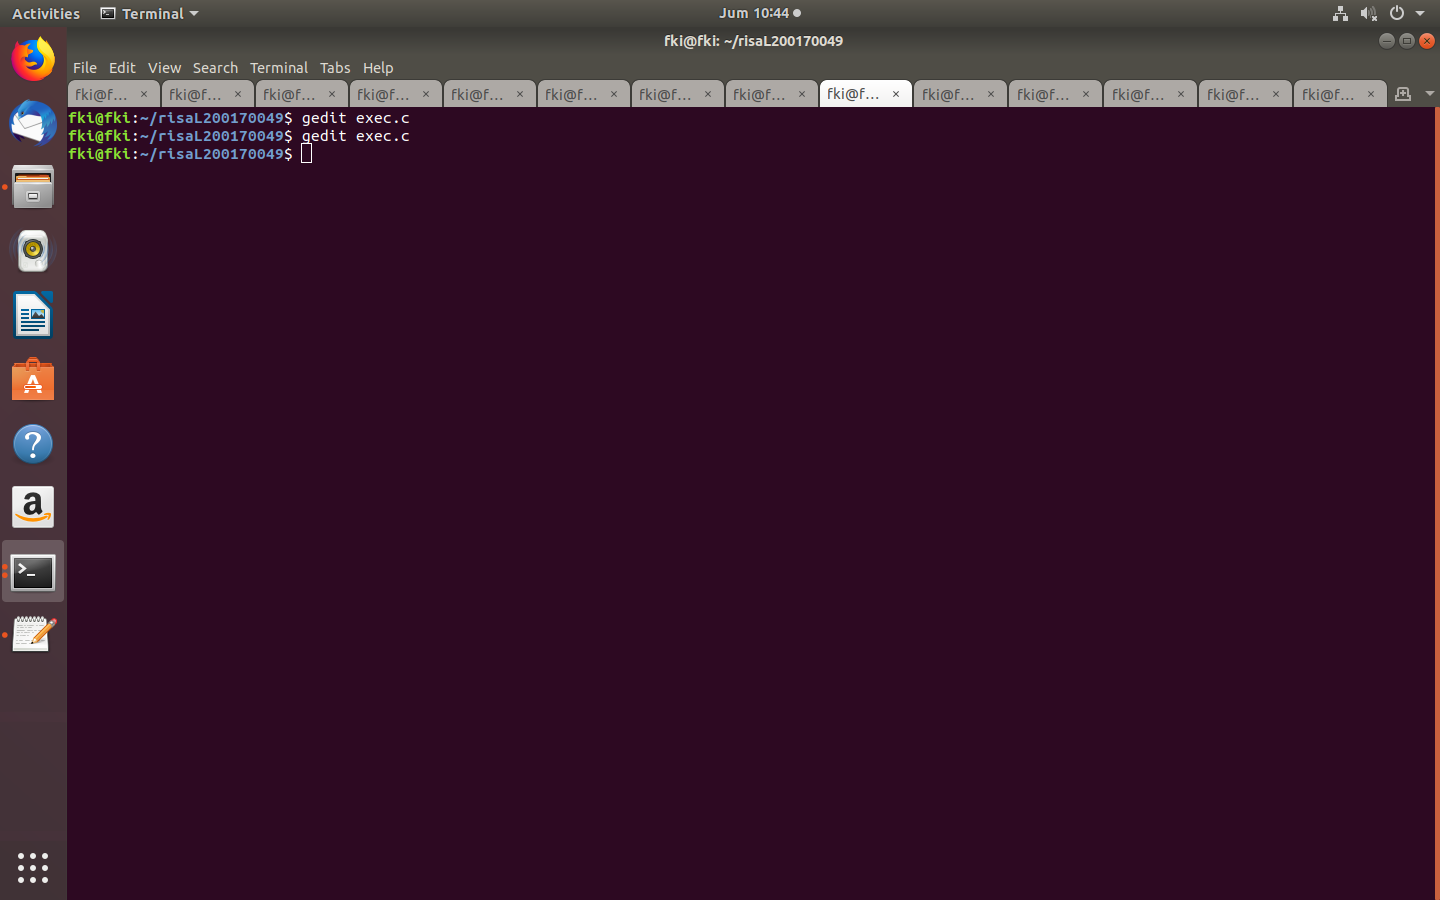 Activities Terminal Jum 10:44
fki@fki: ~/risaL200170049
File Edit View Search Terminal Tabs Help
fki@f... × fki@f... × fki@f... × fki@f... × fki@f... × fki@f... × fki@f... × fki@f... × fki@f... × fki@f... × fki@f... × fki@f... × fki@f... × fki@f... ×
fki@fki:~/risaL200170049$ gedit exec.c
fki@fki:~/risaL200170049$ gedit exec.c
fki@fki:~/risaL200170049$